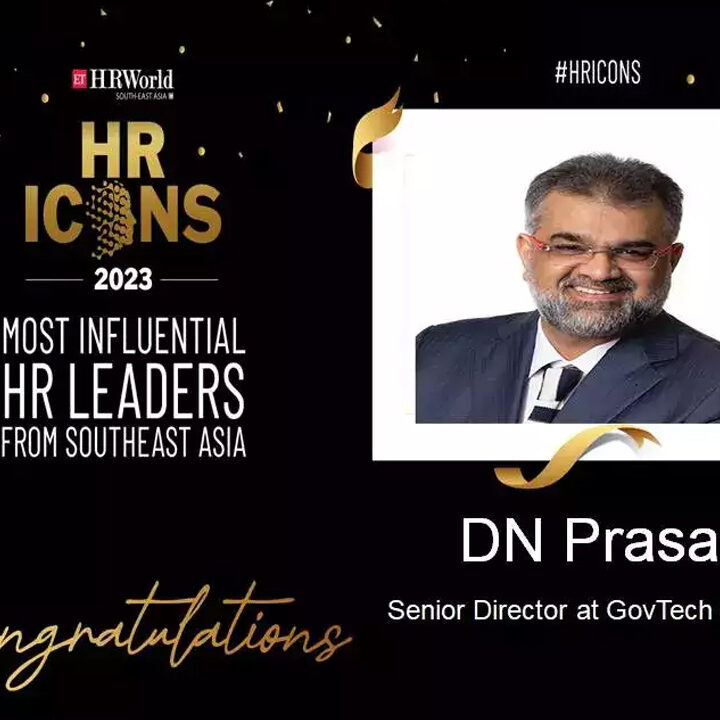 ET HRWorld
SOUTH-EAST ASIA
#HRICONS
HR
ICONS
2023
MOST INFLUENTIAL
HR LEADERS
FROM SOUTHEAST ASIA
DN Prasa
Senior Director at GovTech
ngratulations